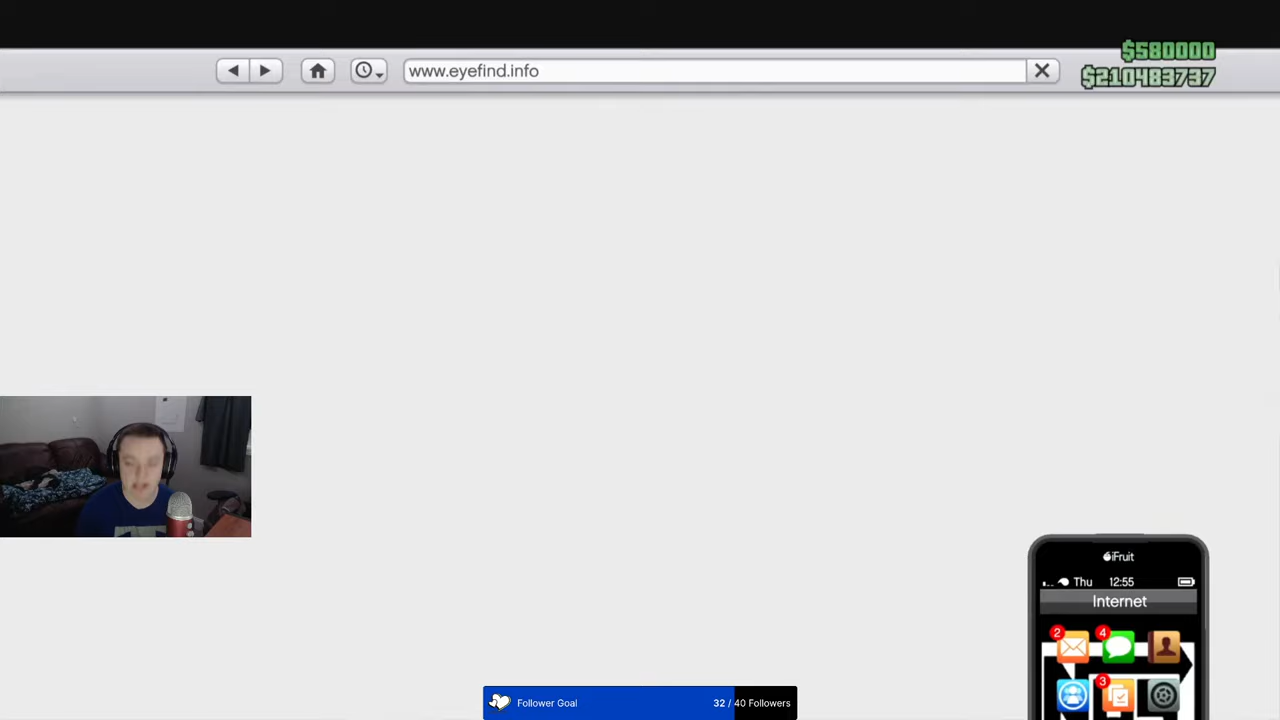 $580000
www.eyefind.info
$210483737
iFruit
Thu 12:55
Internet
2
4
3
Follower Goal 32 / 40 Followers